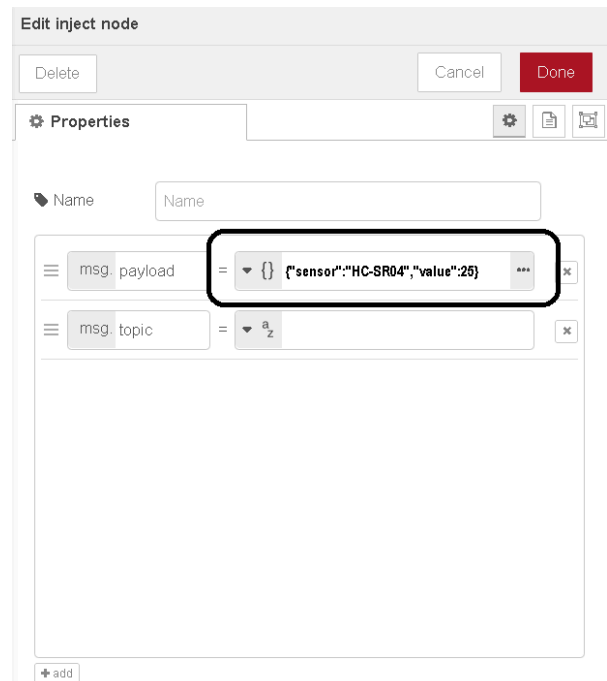 Edit inject node
Delete Cancel Done
Properties
Name Name
msg. payload = {} {"sensor":"HC-SR04","value":25} •••
msg. topic = az
+ add